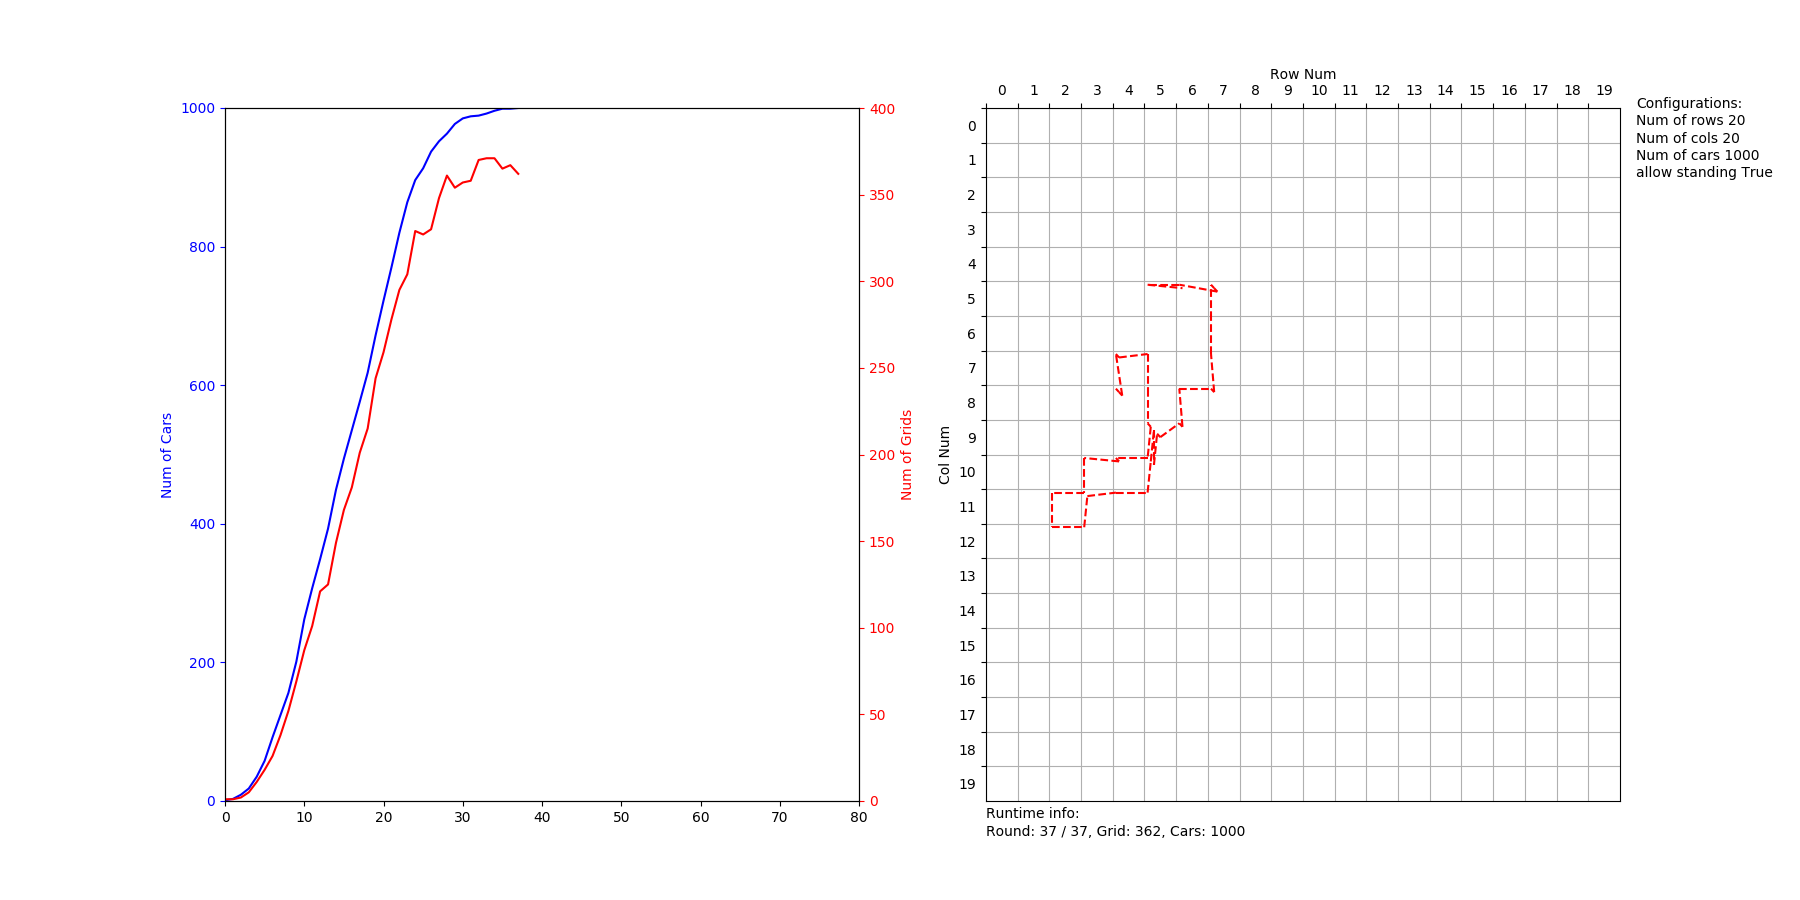 Row Num
0 1 2 3 4 5 6 7 8 9 10 11 12 13 14 15 16 17 18 19
Configurations:
Num of rows 20
Num of cols 20
Num of cars 1000
allow standing True
1000
800
600
400
200
0
Num of Cars
0 10 20 30 40 50 60 70 80
400
350
300
250
200
150
100
50
0
Num of Grids
Col Num
0
1
2
3
4
5
6
7
8
9
10
11
12
13
14
15
16
17
18
19
Runtime info:
Round: 37 / 37, Grid: 362, Cars: 1000